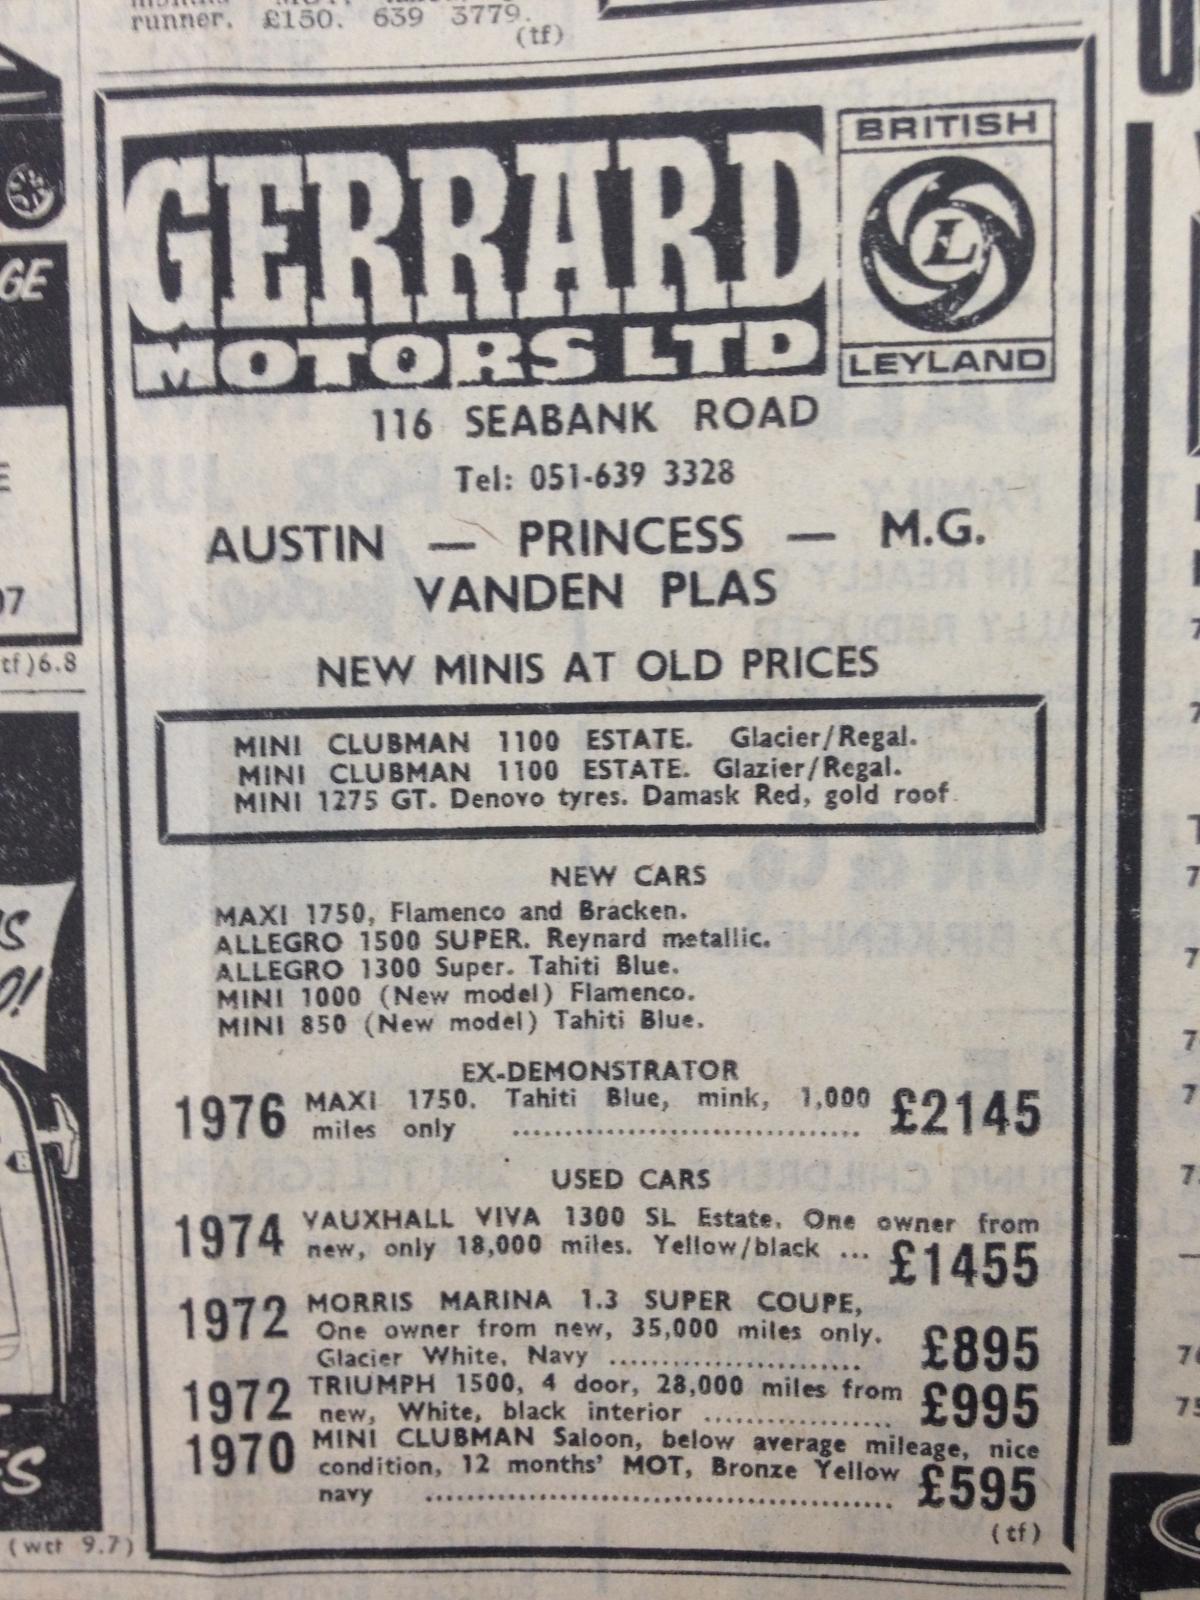 runner. £150. 639 3779.
(tf)
GERRARD
MOTORS LTD
BRITISH
L
LEYLAND
116 SEABANK ROAD
Tel: 051-639 3328
AUSTIN — PRINCESS — M.G.
VANDEN PLAS
NEW MINIS AT OLD PRICES
MINI CLUBMAN 1100 ESTATE. Glacier/Regal.
MINI CLUBMAN 1100 ESTATE. Glazier/Regal.
MINI 1275 GT. Denovo tyres. Damask Red, gold roof
NEW CARS
MAXI 1750, Flamenco and Bracken.
ALLEGRO 1500 SUPER. Reynard metallic.
ALLEGRO 1300 Super. Tahiti Blue.
MINI 1000 (New model) Flamenco.
MINI 850 (New model) Tahiti Blue.
EX-DEMONSTRATOR
1976 MAXI 1750. Tahiti Blue, mink, 1,000
miles only ................................. £2145
USED CARS
1974 VAUXHALL VIVA 1300 SL Estate. One owner from
new, only 18,000 miles. Yellow/black ... £1455
1972 MORRIS MARINA 1.3 SUPER COUPE,
One owner from new, 35,000 miles only.
Glacier White, Navy ........................ £895
1972 TRIUMPH 1500, 4 door, 28,000 miles from
new, White, black interior .................. £995
1970 MINI CLUBMAN Saloon, below average mileage, nice
condition, 12 months' MOT, Bronze Yellow
navy ............................................. £595
(tf)
GE
E
07
tf)6.8
S
O!
ES
(wct 9.7)